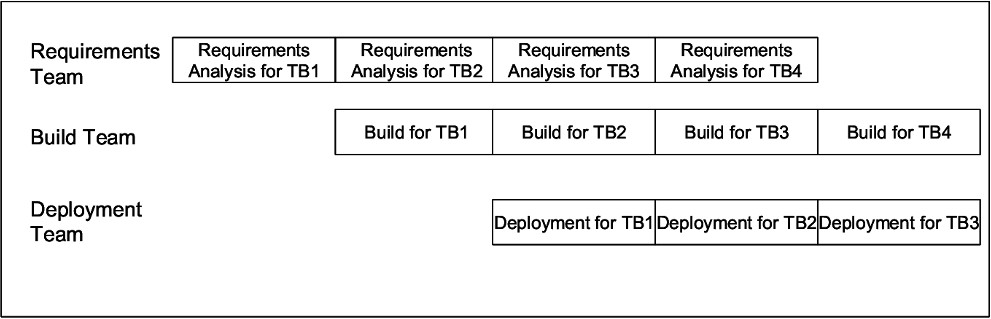 Requirements
Team
Requirements
Analysis for TB1
Requirements
Analysis for TB2
Requirements
Analysis for TB3
Requirements
Analysis for TB4
Build Team
Build for TB1
Build for TB2
Build for TB3
Build for TB4
Deployment
Team
Deployment for TB1
Deployment for TB2
Deployment for TB3